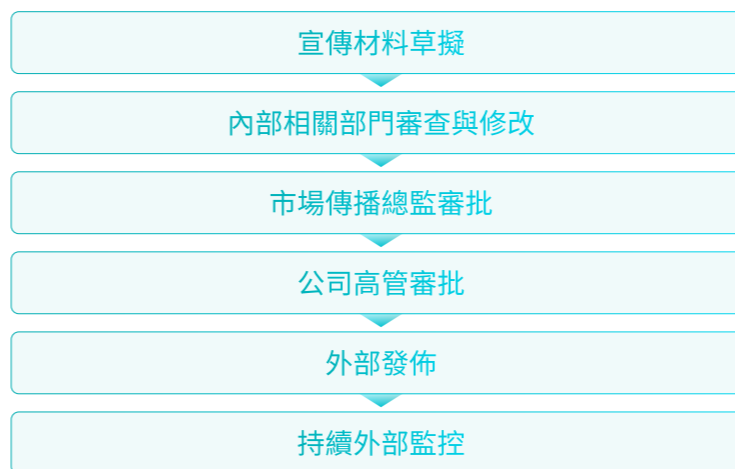 宣傳材料草擬
內部相關部門審查與修改
市場傳播總監審批
公司高管審批
外部發佈
持續外部監控